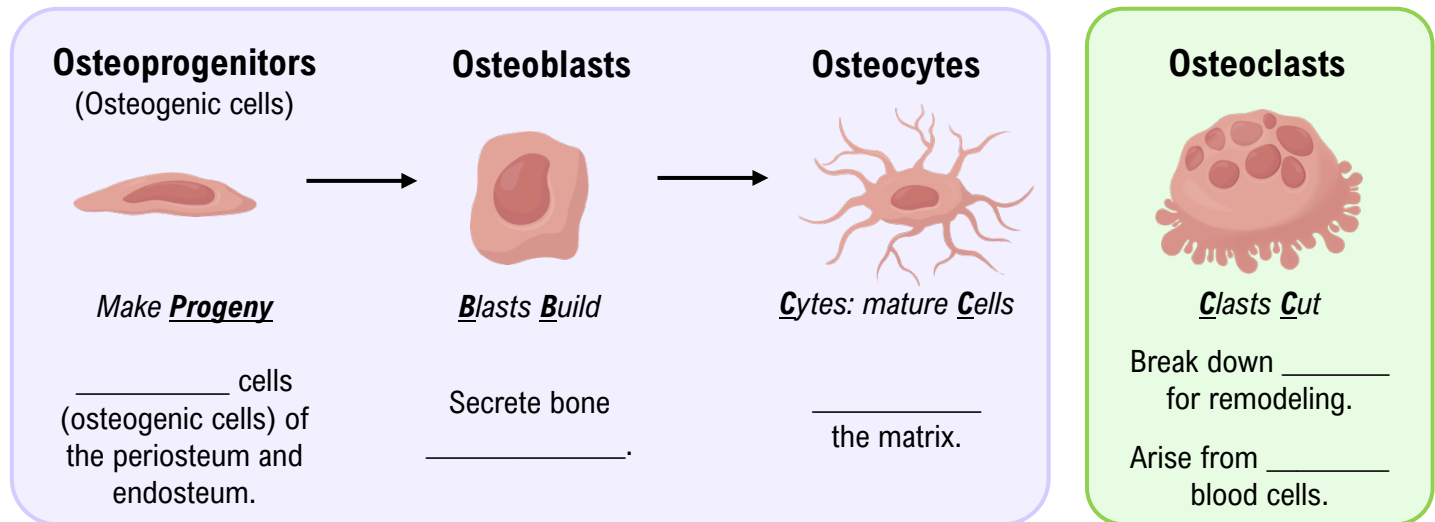 Osteoprogenitors
(Osteogenic cells)
Make Progeny
__________ cells
(osteogenic cells) of
the periosteum and
endosteum.
Osteoblasts
Blasts Build
Secrete bone
_____________.
Osteocytes
Cytes: mature Cells
___________
the matrix.
Osteoclasts
Clasts Cut
Break down _______
for remodeling.
Arise from ________
blood cells.